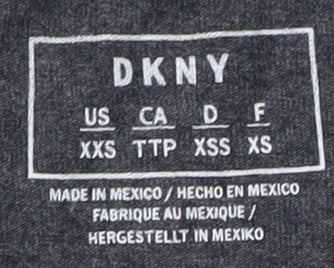 DKNY
US CA D F
XXS TTP XSS XS
MADE IN MEXICO / HECHO EN MEXICO
FABRIQUE AU MEXIQUE /
HERGESTELLT IN MEXIKO